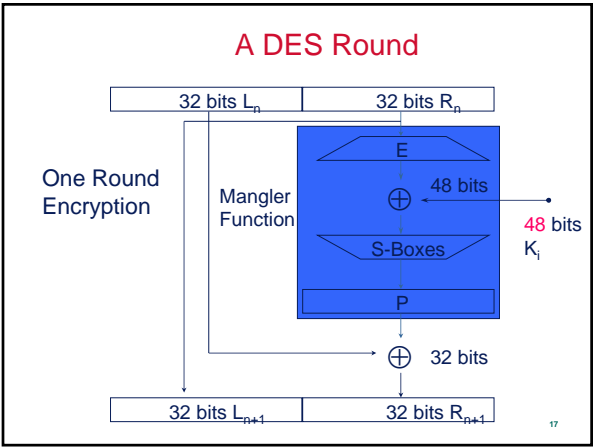 A DES Round
32 bits Lₙ
32 bits Rₙ
E
One Round
Encryption
Mangler
Function
48 bits
48 bits
Kᵢ
S-Boxes
P
32 bits
32 bits Lₙ₊₁
32 bits Rₙ₊₁
17